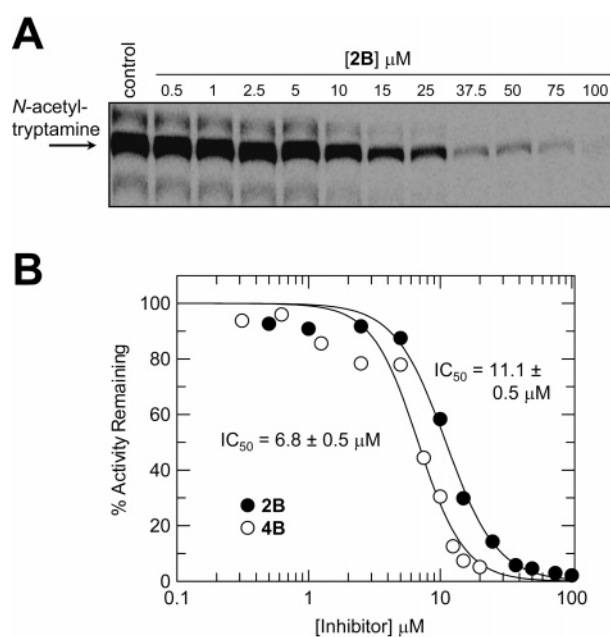 A
control
[2B] μM
0.5 1 2.5 5 10 15 25 37.5 50 75 100
N-acetyl-
tryptamine
B
100
80
60
40
20
0
% Activity Remaining
IC50 = 11.1 ±
0.5 μM
IC50 = 6.8 ± 0.5 μM
2B
4B
0.1 1 10 100
[Inhibitor] μM